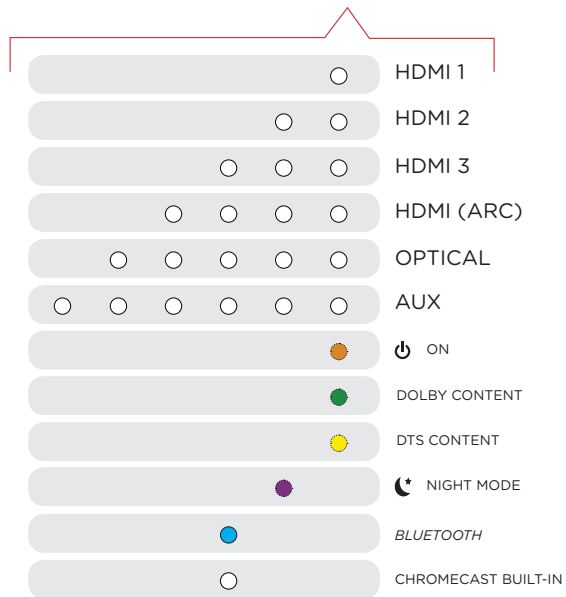 HDMI 1
HDMI 2
HDMI 3
HDMI (ARC)
OPTICAL
AUX
ON
DOLBY CONTENT
DTS CONTENT
NIGHT MODE
BLUETOOTH
CHROMECAST BUILT-IN